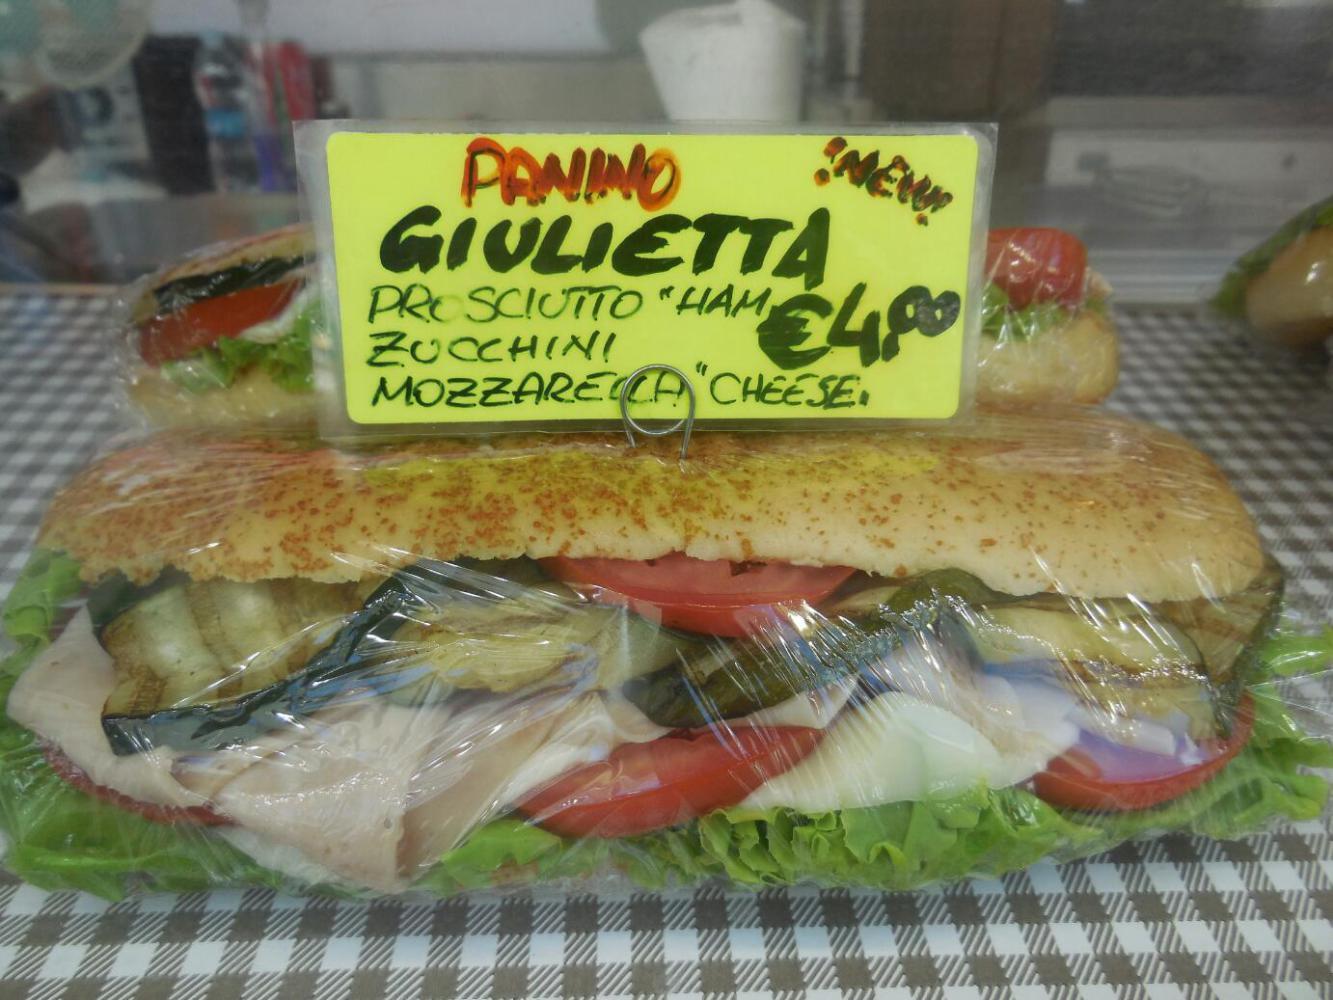 PANINO
!NEW!
GIULIETTA
PROSCIUTTO "HAM
€4,00
ZUCCHINI
MOZZARELLA "CHEESE.